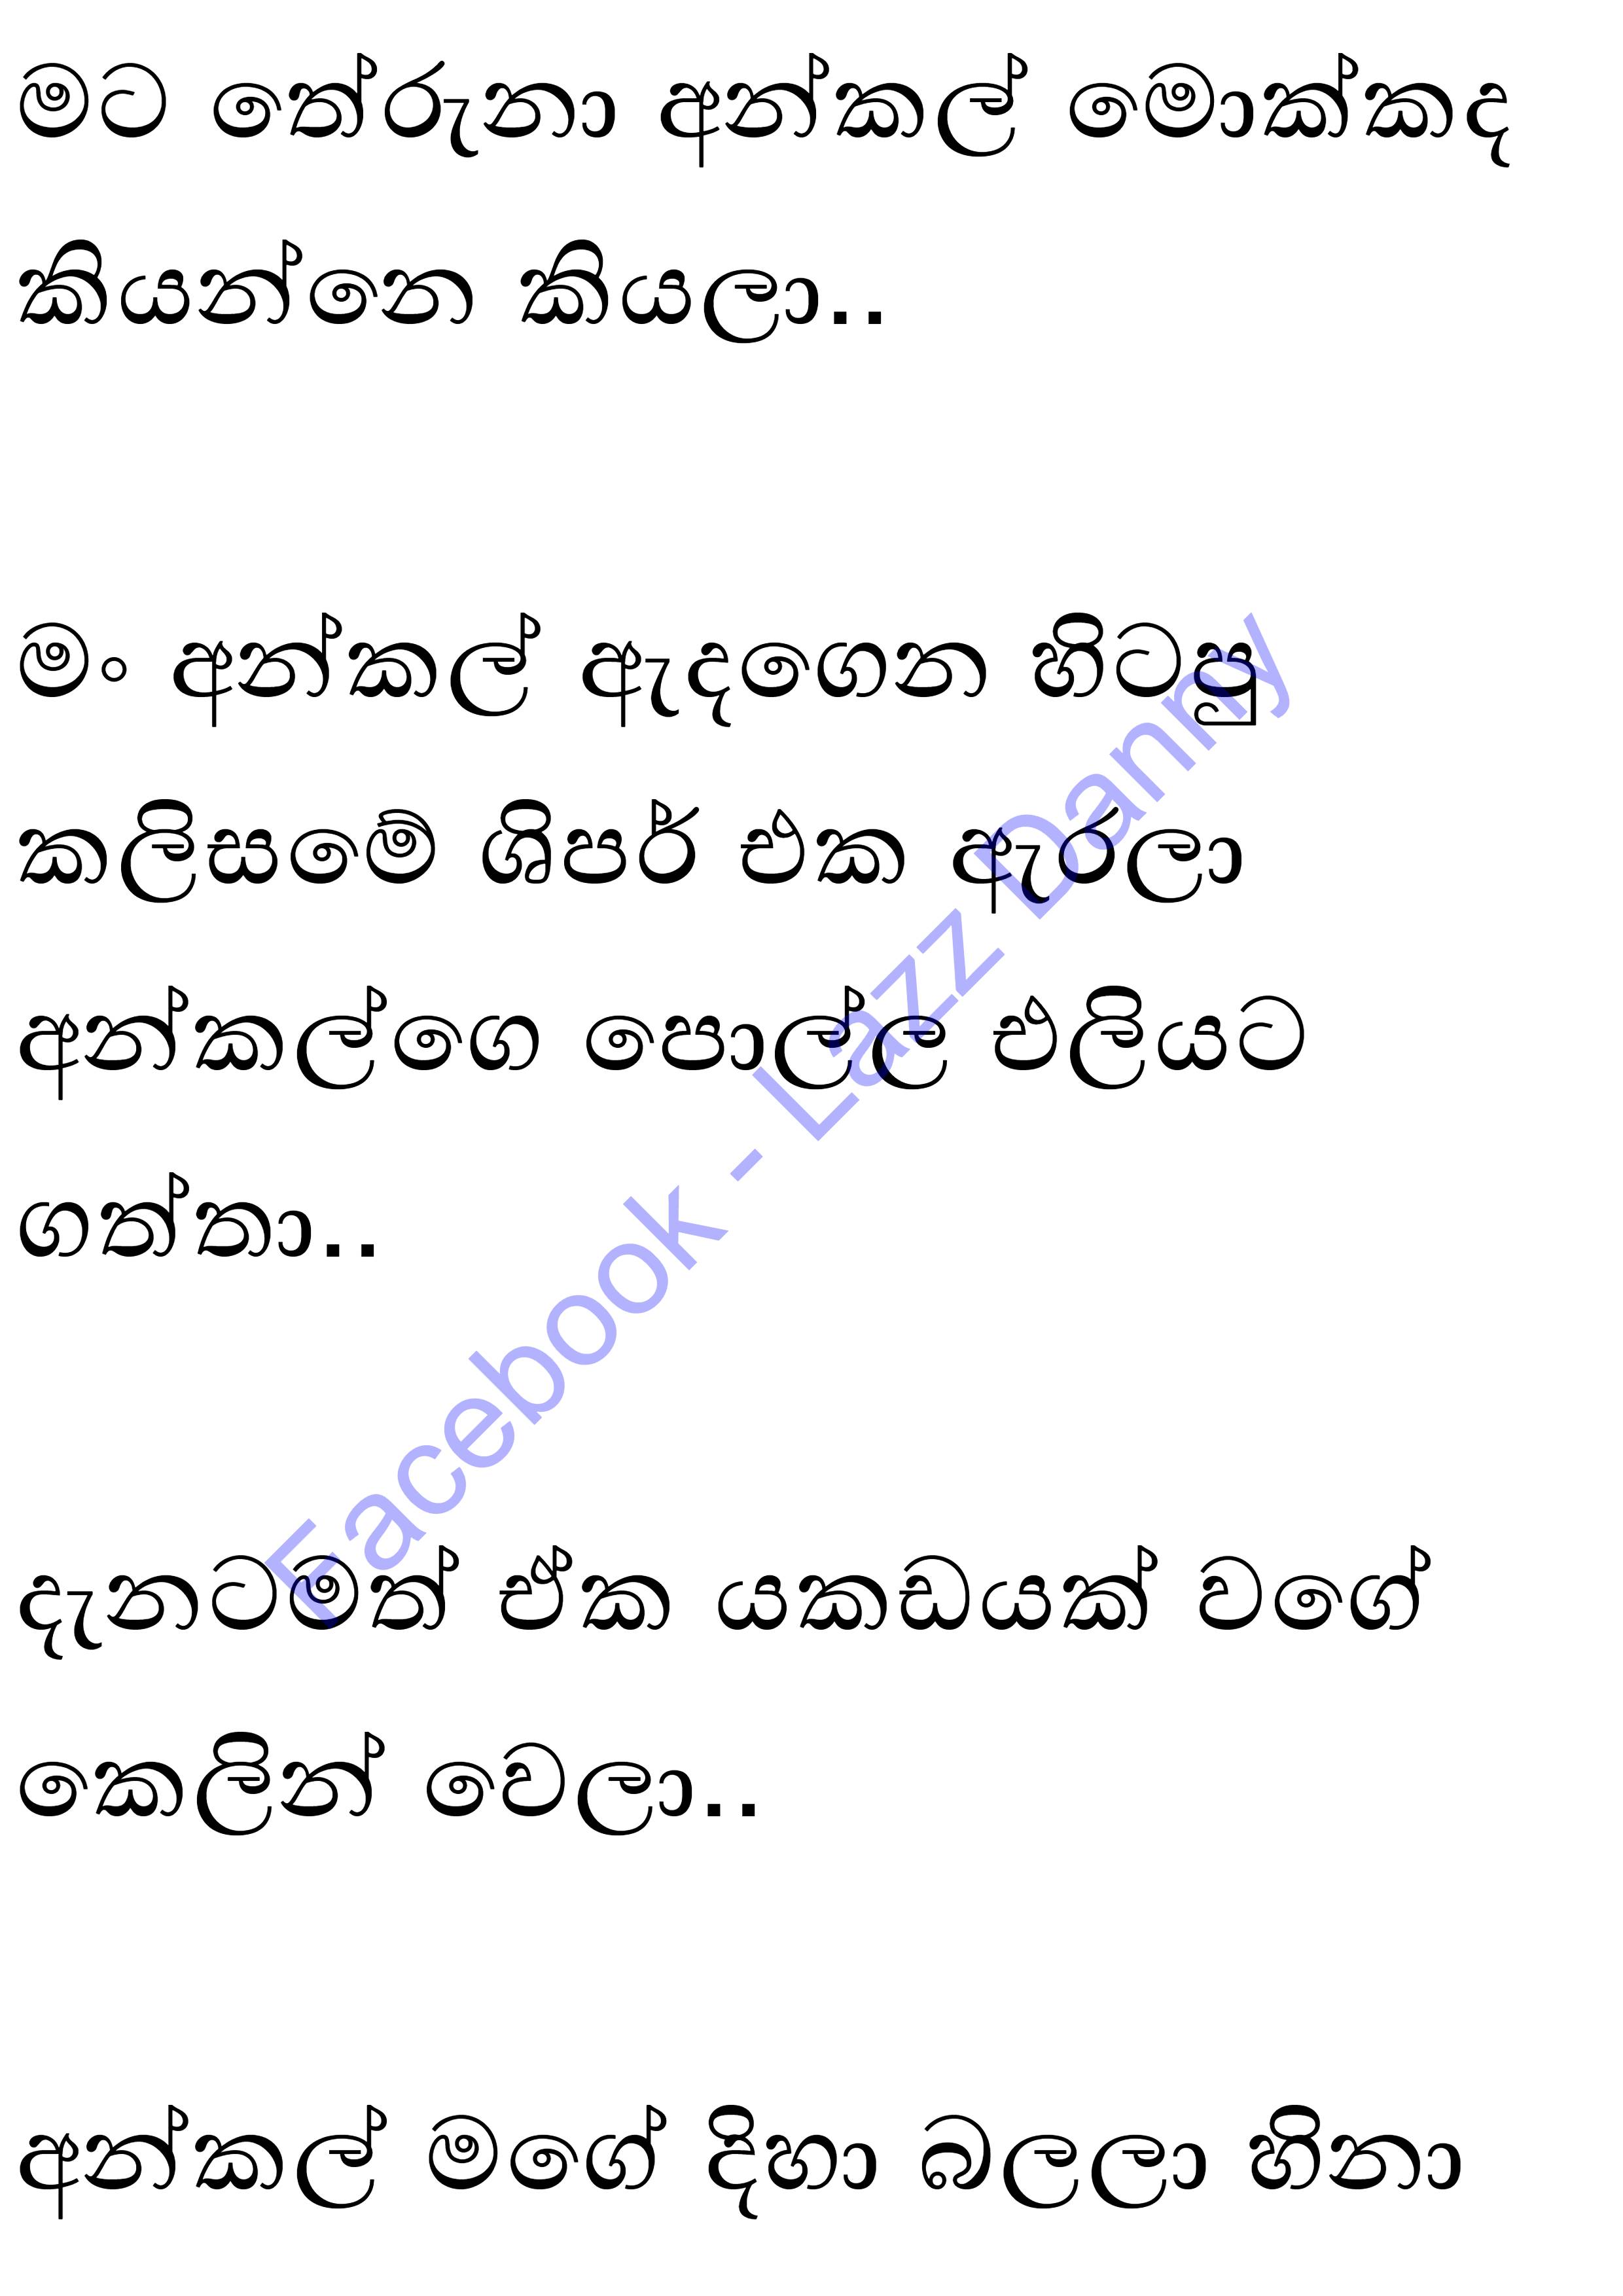 මට තේරුනා අන්කල් මොක්කද
කියන්නෙ කියලා..
මං අන්කල් ඇදගෙන හිටපු
කලිසමේ ශිපර් එක ඇරලා
අන්කල්ගෙ පොල්ල එලියට
ගත්තා..
දැනටමත් ඒක යකඩයක් වගේ
කෙලින් වෙලා..
අන්කල් මගේ දිහා බලලා හිනා
Facebook - Lazz Danny